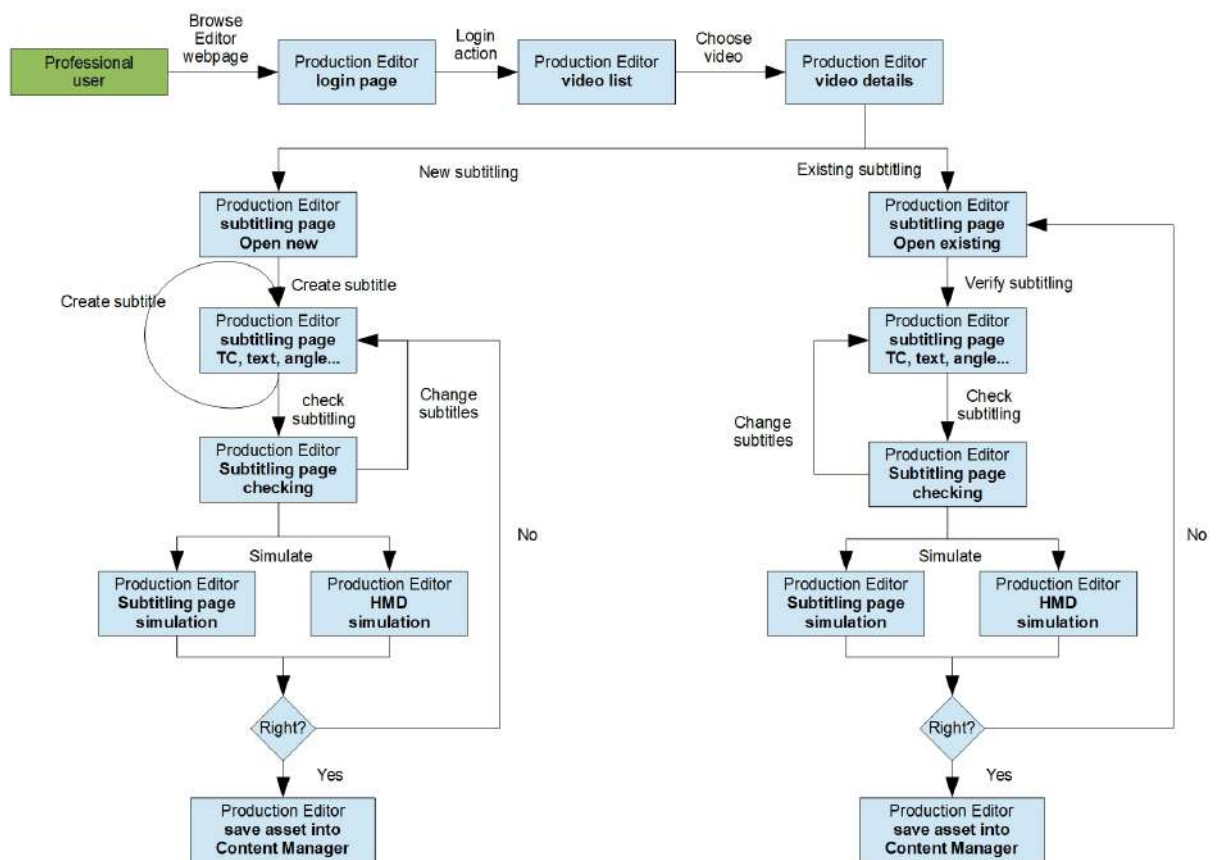 Professional
user
Browse
Editor
webpage
Production Editor
login page
Login
action
Production Editor
video list
Choose
video
Production Editor
video details
New subtitling
Existing subtitling
Production Editor
subtitling page
Open new
Create subtitle
Create subtitle
Production Editor
subtitling page
TC, text, angle...
check
subtitling
Change
subtitles
Production Editor
Subtitling page
checking
Simulate
No
Production Editor
Subtitling page
simulation
Production Editor
HMD
simulation
Right?
Yes
Production Editor
save asset into
Content Manager
Production Editor
subtitling page
Open existing
Verify subtitling
Production Editor
subtitling page
TC, text, angle...
Check
subtitling
Change
subtitles
Production Editor
Subtitling page
checking
Simulate
No
Production Editor
Subtitling page
simulation
Production Editor
HMD
simulation
Right?
Yes
Production Editor
save asset into
Content Manager